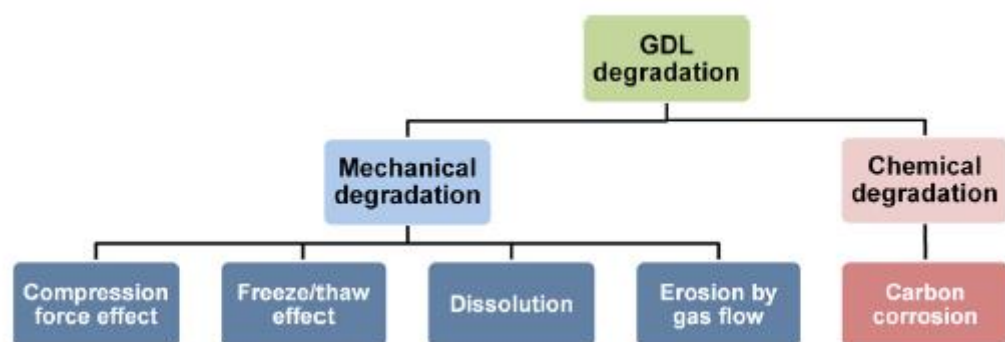 GDL
degradation
Mechanical
degradation
Chemical
degradation
Compression
force effect
Freeze/thaw
effect
Dissolution
Erosion by
gas flow
Carbon
corrosion